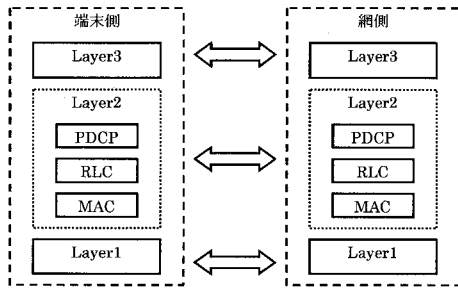 端末側
Layer3
Layer2
PDCP
RLC
MAC
Layer1
網側
Layer3
Layer2
PDCP
RLC
MAC
Layer1